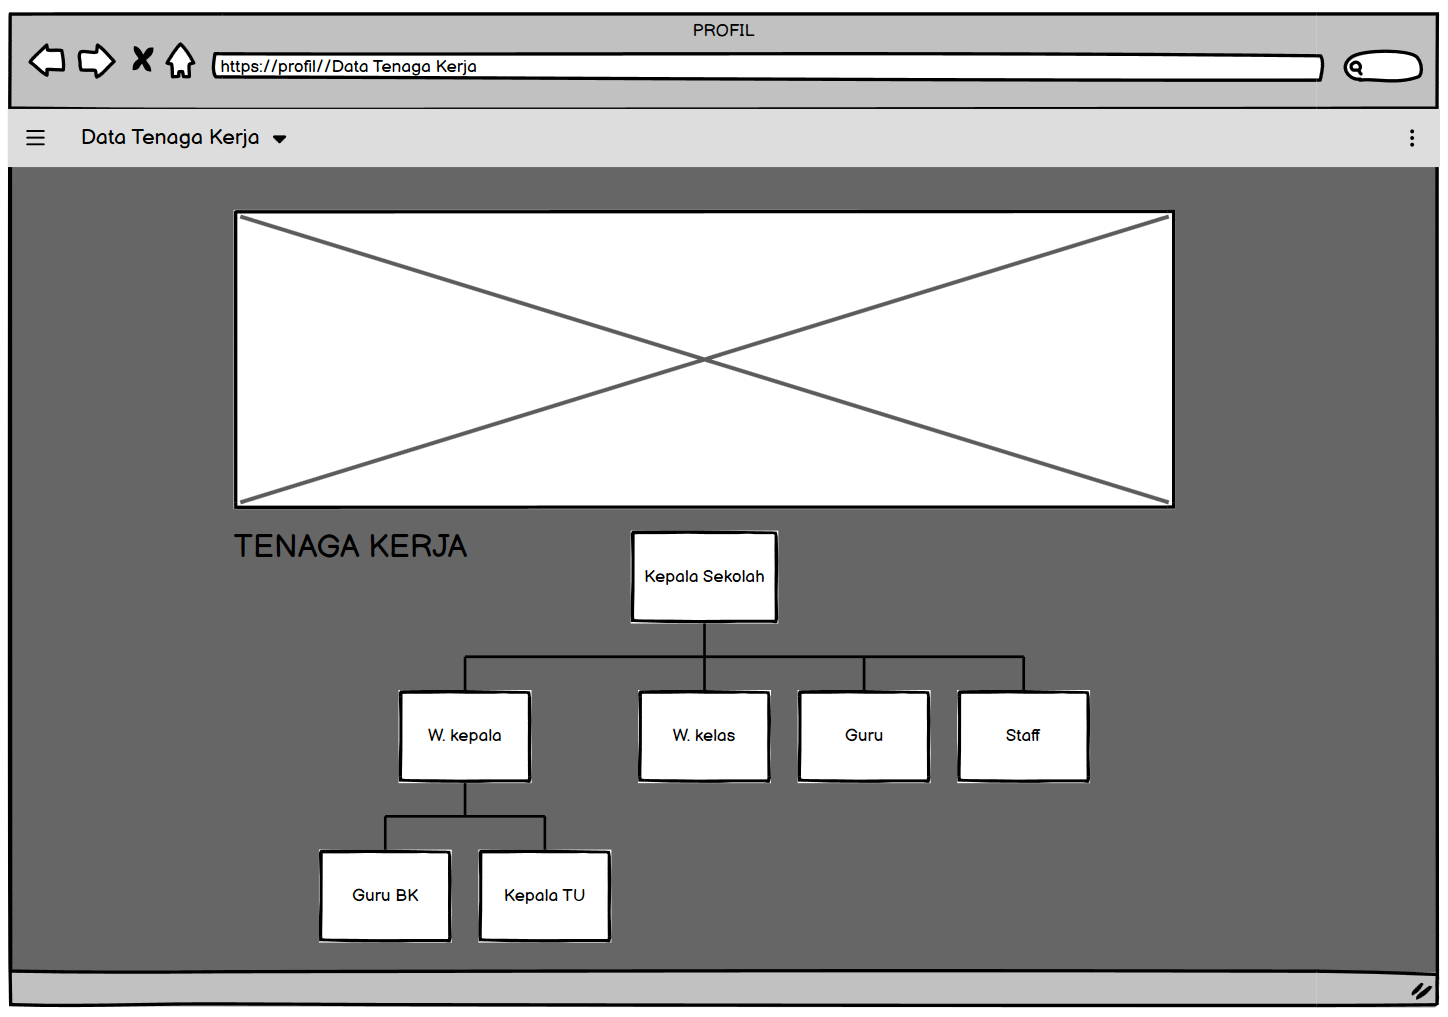 PROFIL
https://profil//Data Tenaga Kerja
Data Tenaga Kerja
TENAGA KERJA
Kepala Sekolah
W. kepala
W. kelas
Guru
Staff
Guru BK
Kepala TU